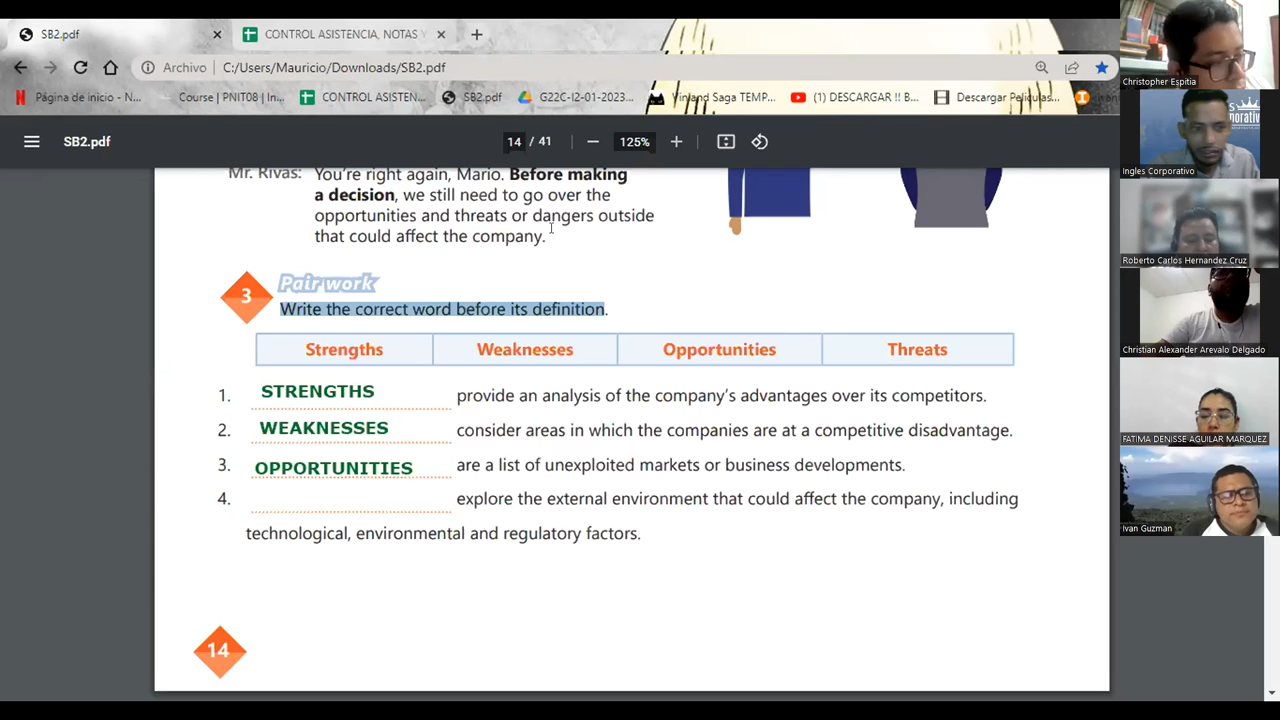 SB2.pdf
CONTROL ASISTENCIA, NOTAS Y
Archivo
C:/Users/Mauricio/Downloads/SB2.pdf
Página de inicio - N...
Course | PNIT08 | In...
CONTROL ASISTEN...
SB2.pdf
G22C-I2-01-2023...
Vinland Saga TEMP...
(1) DESCARGAR !! B...
Descargar Películas...
SB2.pdf
14 / 41
125%
Mr. Rivas: You're right again, Mario. Before making
a decision, we still need to go over the
opportunities and threats or dangers outside
that could affect the company.
3
Pair work
Write the correct word before its definition.
Strengths Weaknesses Opportunities Threats
1. STRENGTHS provide an analysis of the company's advantages over its competitors.
2. WEAKNESSES consider areas in which the companies are at a competitive disadvantage.
3. OPPORTUNITIES are a list of unexploited markets or business developments.
4. explore the external environment that could affect the company, including
technological, environmental and regulatory factors.
14
Christopher Espitia
Ingles Corporativo
Roberto Carlos Hernandez Cruz
Christian Alexander Arevalo Delgado
FATIMA DENISSE AGUILAR MARQUEZ
Ivan Guzman